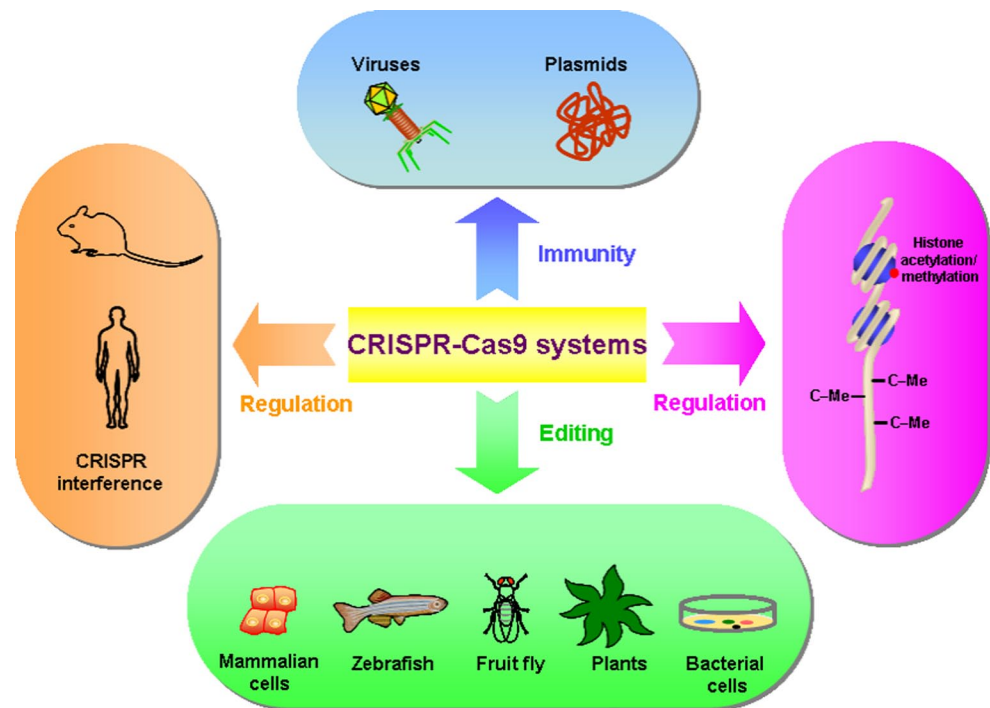 Viruses
Plasmids
Immunity
Histone
acetylation/
methylation
C–Me
C–Me
C–Me
CRISPR-Cas9 systems
Regulation
Regulation
CRISPR
interference
Editing
Mammalian
cells
Zebrafish
Fruit fly
Plants
Bacterial
cells